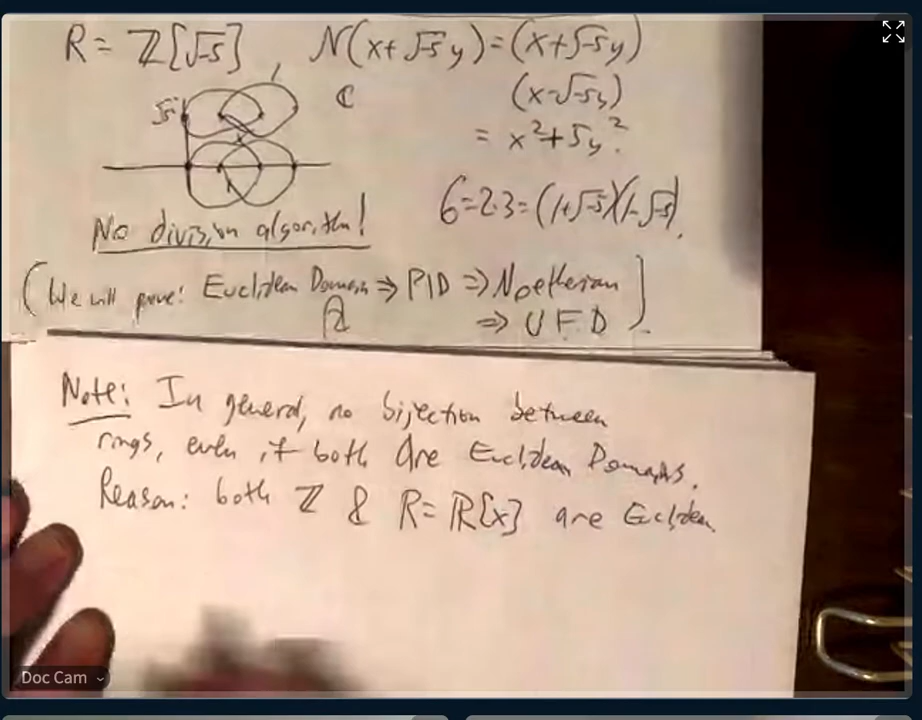 R = ℤ[√-5], N(x+√-5y) = (x+√-5y)
(x-√-5y)
= x²+5y².
ℂ
6=2·3=(1+√-5)(1-√-5).
No division algorithm!
(We will prove: Euclidean Domain ⇒ PID ⇒ Noetherian
⇒ UFD).
Note: In general, no bijection between
rings, even if both are Euclidean Domains.
Reason: both ℤ & R=ℝ[x] are Eucliden.
Doc Cam